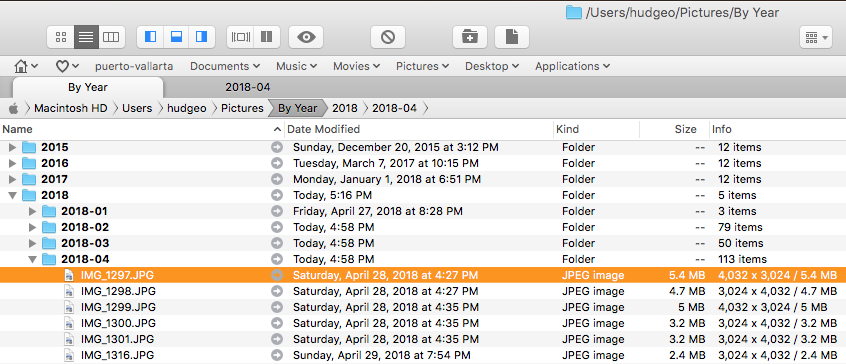 /Users/hudgeo/Pictures/By Year
puerto-vallarta Documents Music Movies Pictures Desktop Applications
By Year 2018-04
Macintosh HD Users hudgeo Pictures By Year 2018 2018-04
Name Date Modified Kind Size Info
2015 Sunday, December 20, 2015 at 3:12 PM Folder -- 12 items
2016 Tuesday, March 7, 2017 at 10:15 PM Folder -- 12 items
2017 Monday, January 1, 2018 at 6:51 PM Folder -- 12 items
2018 Today, 5:16 PM Folder -- 5 items
2018-01 Friday, April 27, 2018 at 8:28 PM Folder -- 3 items
2018-02 Today, 4:58 PM Folder -- 79 items
2018-03 Today, 4:58 PM Folder -- 50 items
2018-04 Today, 4:58 PM Folder -- 113 items
IMG_1297.JPG Saturday, April 28, 2018 at 4:27 PM JPEG image 5.4 MB 4,032 x 3,024 / 5.4 MB
IMG_1298.JPG Saturday, April 28, 2018 at 4:27 PM JPEG image 4.7 MB 3,024 x 4,032 / 4.7 MB
IMG_1299.JPG Saturday, April 28, 2018 at 4:35 PM JPEG image 5 MB 4,032 x 3,024 / 5 MB
IMG_1300.JPG Saturday, April 28, 2018 at 4:35 PM JPEG image 3.2 MB 3,024 x 4,032 / 3.2 MB
IMG_1301.JPG Saturday, April 28, 2018 at 4:35 PM JPEG image 3.2 MB 3,024 x 4,032 / 3.2 MB
IMG_1316.JPG Sunday, April 29, 2018 at 7:54 PM JPEG image 2.4 MB 3,024 x 4,032 / 2.4 MB